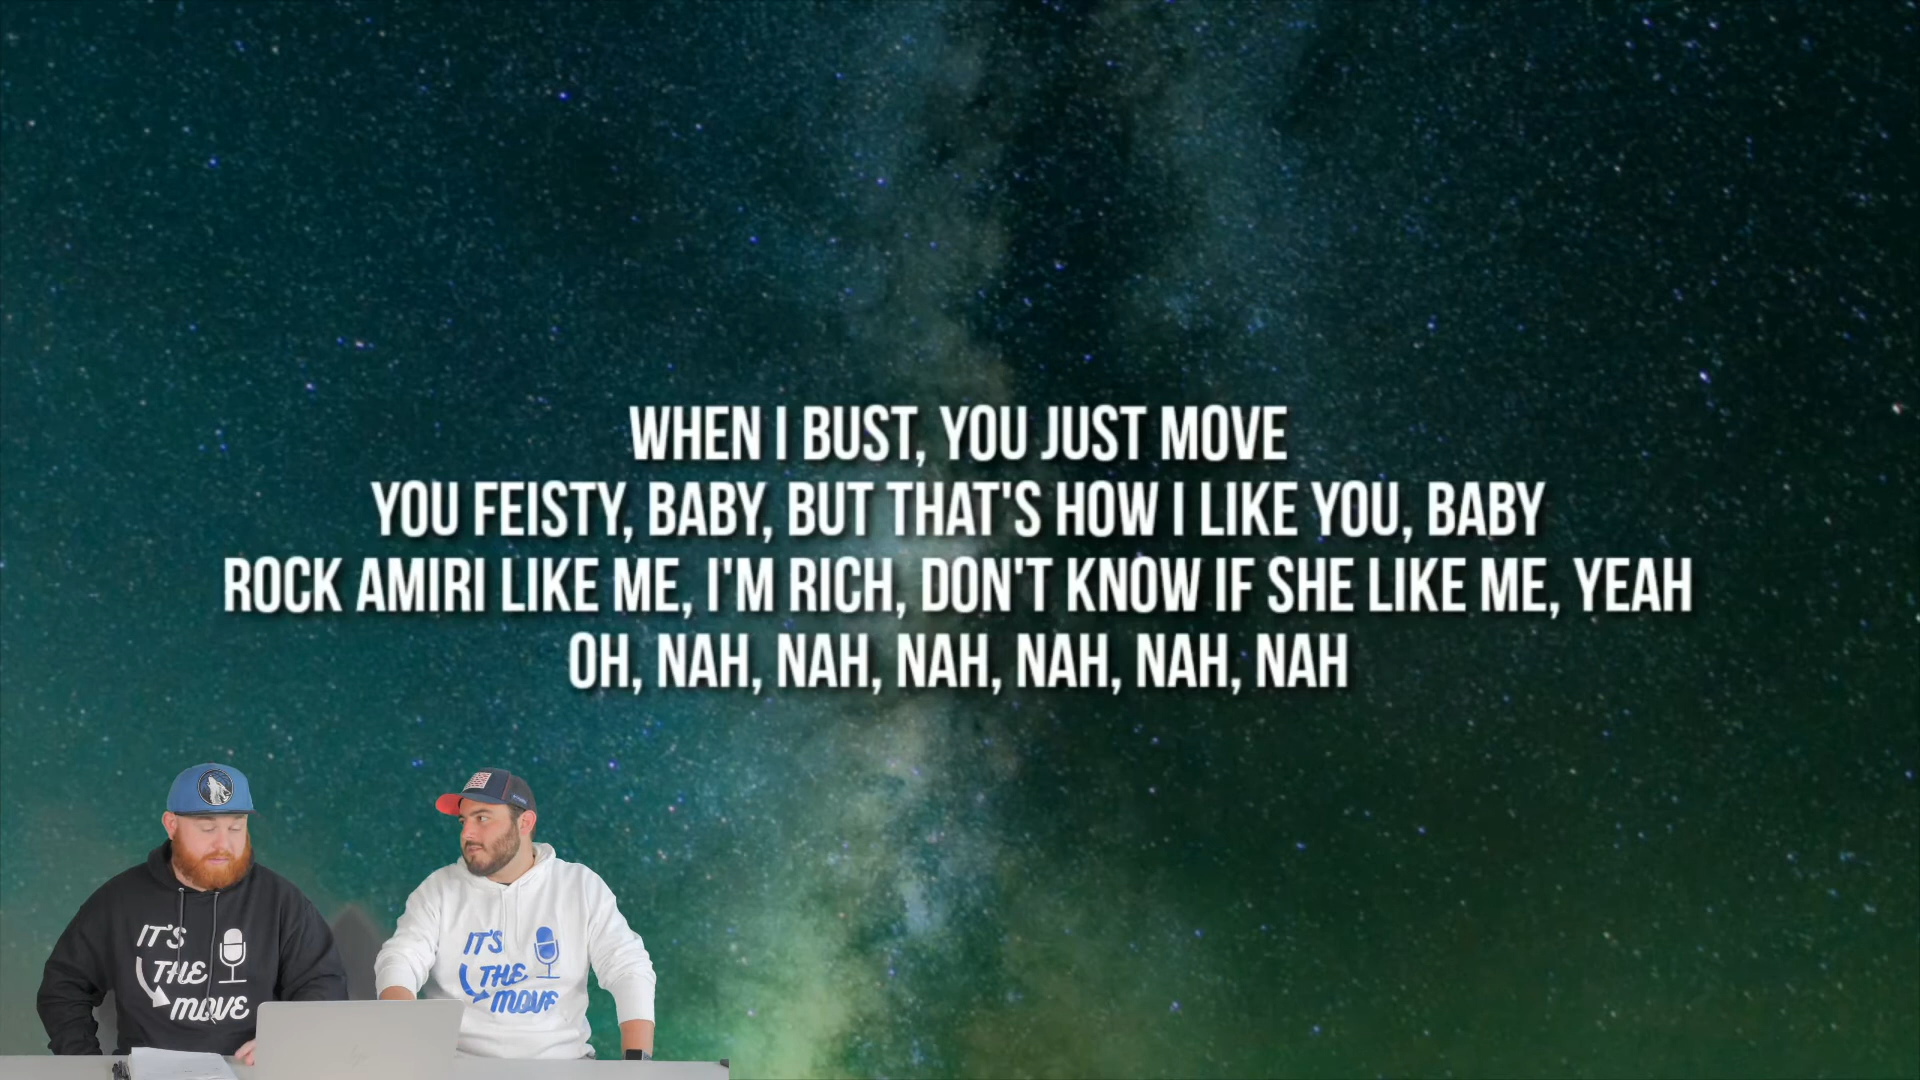 WHEN I BUST, YOU JUST MOVE
YOU FEISTY, BABY, BUT THAT'S HOW I LIKE YOU, BABY
ROCK AMIRI LIKE ME, I'M RICH, DON'T KNOW IF SHE LIKE ME, YEAH
OH, NAH, NAH, NAH, NAH, NAH, NAH
IT'S
THE
MOVE
IT'S
THE
MOVE